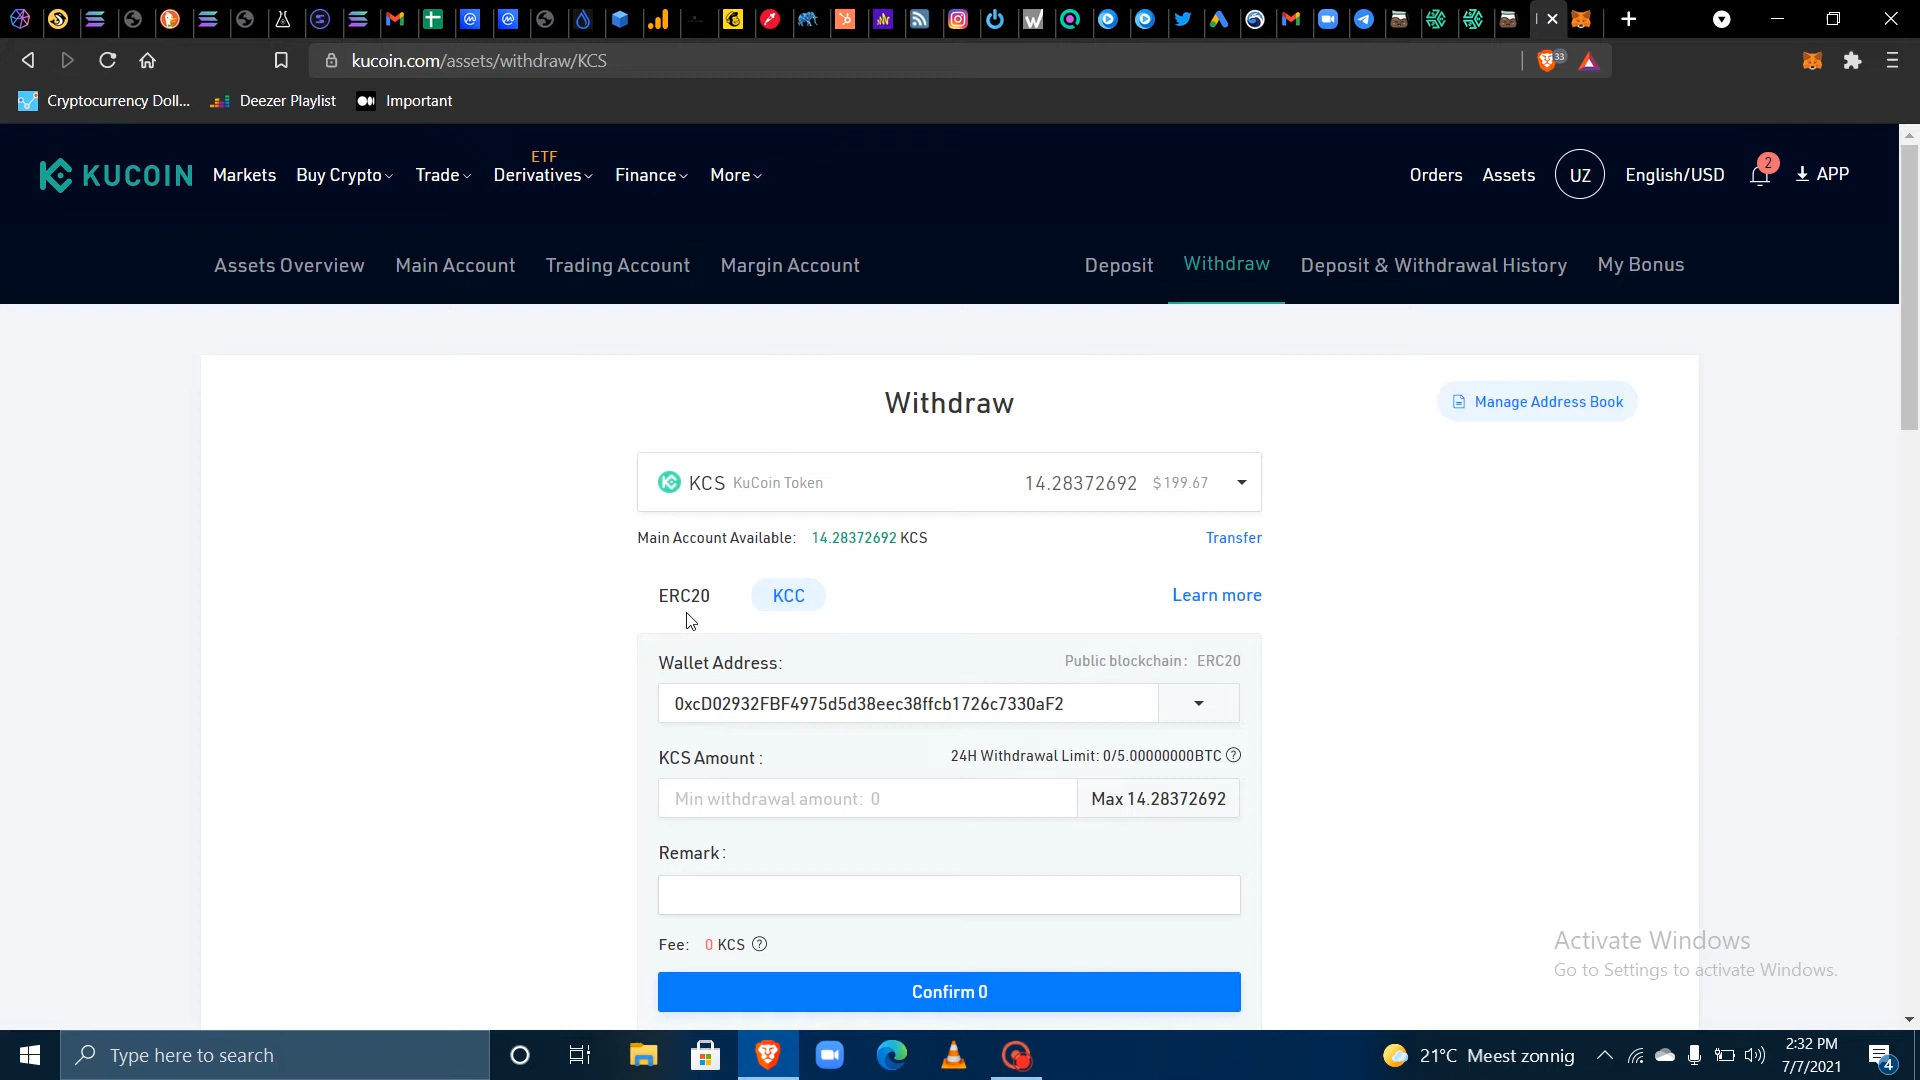 kucoin.com/assets/withdraw/KCS
33
Cryptocurrency Doll...
Deezer Playlist
Important
KUCOIN
Markets
Buy Crypto
Trade
ETF
Derivatives
Finance
More
Orders
Assets
UZ
English/USD
2
APP
Assets Overview
Main Account
Trading Account
Margin Account
Deposit
Withdraw
Deposit & Withdrawal History
My Bonus
Withdraw
Manage Address Book
KCS KuCoin Token 14.28372692 $199.67
Main Account Available: 14.28372692 KCS
Transfer
ERC20
KCC
Learn more
Wallet Address:
Public blockchain: ERC20
0xcD02932FBF4975d5d38eec38ffcb1726c7330aF2
KCS Amount :
24H Withdrawal Limit: 0/5.00000000BTC ?
Min withdrawal amount: 0
Max 14.28372692
Remark:
Fee: 0 KCS ?
Confirm 0
Activate Windows
Go to Settings to activate Windows.
Type here to search
21°C Meest zonnig
2:32 PM
7/7/2021
4